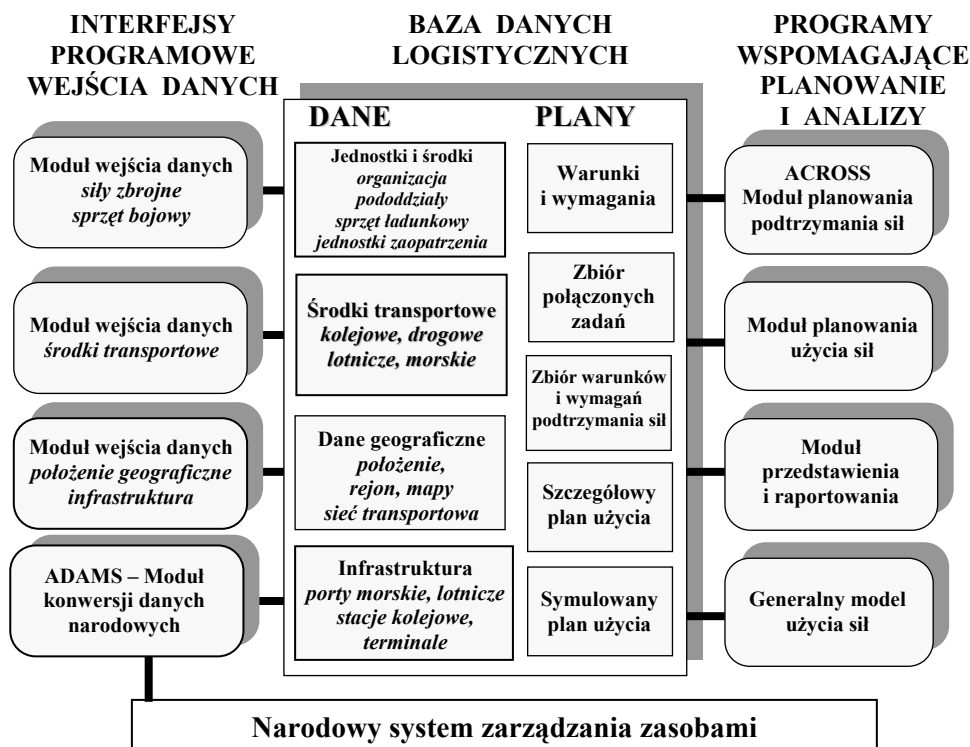 INTERFEJSY
PROGRAMOWE
WEJŚCIA DANYCH
BAZA DANYCH
LOGISTYCZNYCH
PROGRAMY
WSPOMAGAJĄCE
PLANOWANIE
I ANALIZY
Moduł wejścia danych
siły zbrojne
sprzęt bojowy
Moduł wejścia danych
środki transportowe
Moduł wejścia danych
położenie geograficzne
infrastruktura
ADAMS – Moduł
konwersji danych
narodowych
DANE
Jednostki i środki
organizacja
pododdziały
sprzęt ładunkowy
jednostki zaopatrzenia
Środki transportowe
kolejowe, drogowe
lotnicze, morskie
Dane geograficzne
położenie,
rejon, mapy
sieć transportowa
Infrastruktura
porty morskie, lotnicze
stacje kolejowe,
terminale
PLANY
Warunki
i wymagania
Zbiór
połączonych
zadań
Zbiór warunków
i wymagań
podtrzymania sił
Szczegółowy
plan użycia
Symulowany
plan użycia
ACROSS
Moduł planowania
podtrzymania sił
Moduł planowania
użycia sił
Moduł
przedstawienia
i raportowania
Generalny model
użycia sił
Narodowy system zarządzania zasobami